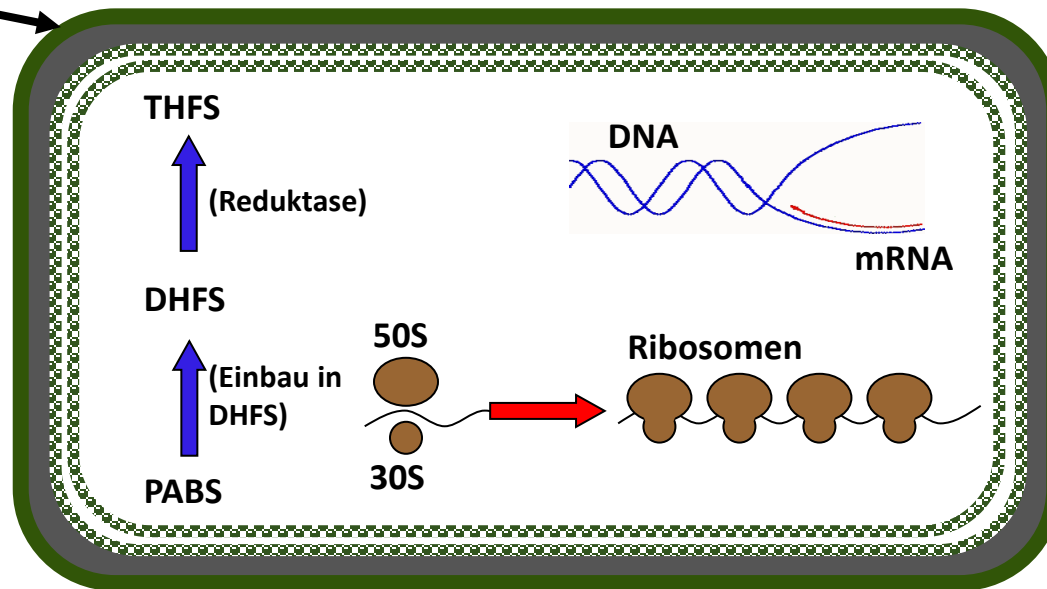 THFS
(Reduktase)
DHFS
(Einbau in
DHFS)
PABS
DNA
mRNA
50S
30S
Ribosomen